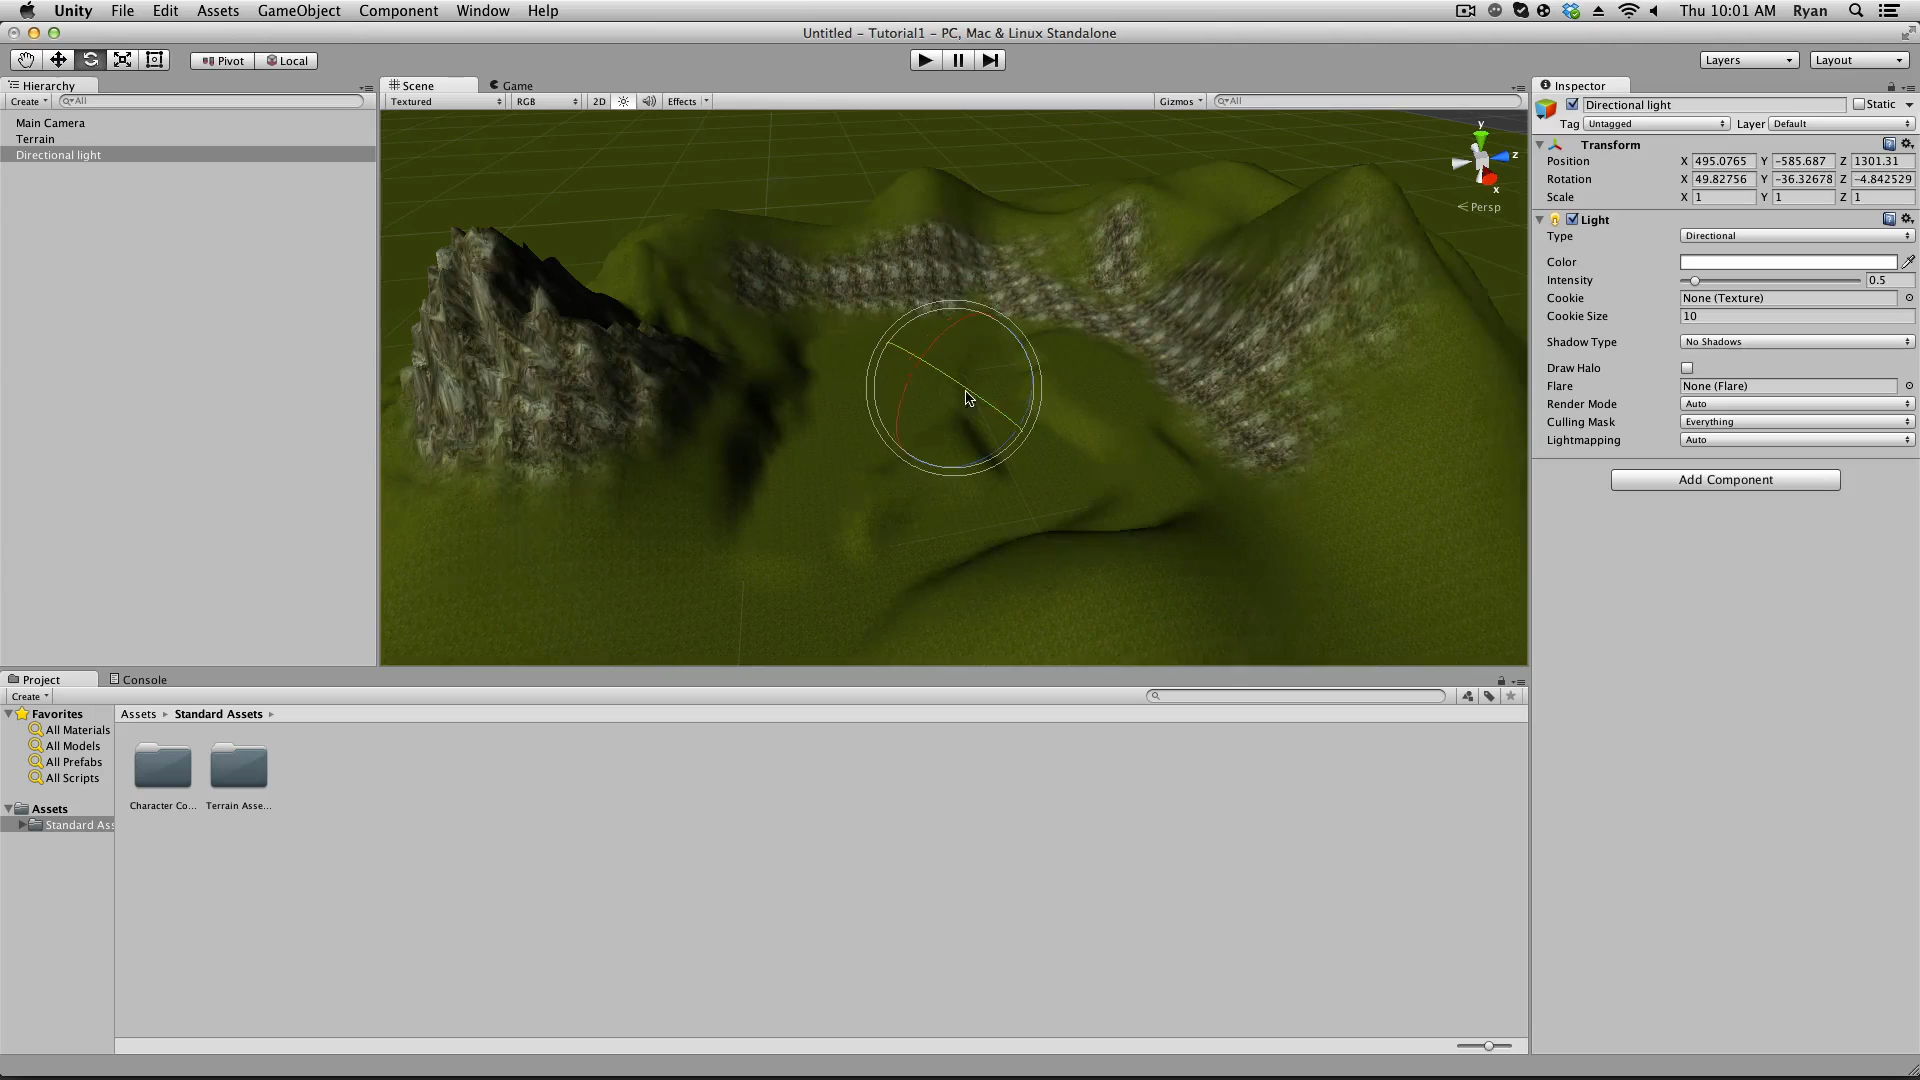 Unity File Edit Assets GameObject Component Window Help Thu 10:01 AM Ryan
Untitled – Tutorial1 – PC, Mac & Linux Standalone
Pivot Local Layers Layout
Hierarchy
Create All
Main Camera
Terrain
Directional light
Scene Game
Textured RGB 2D Effects Gizmos All
y
z
x
Persp
Inspector
Directional light Static
Tag Untagged Layer Default
Transform
Position X 495.0765 Y -585.687 Z 1301.31
Rotation X 49.82756 Y -36.32678 Z -4.842529
Scale X 1 Y 1 Z 1
Light
Type Directional
Color
Intensity 0.5
Cookie None (Texture)
Cookie Size 10
Shadow Type No Shadows
Draw Halo
Flare None (Flare)
Render Mode Auto
Culling Mask Everything
Lightmapping Auto
Add Component
Project Console
Create
Favorites
All Materials
All Models
All Prefabs
All Scripts
Assets
Standard Ass
Assets Standard Assets
Character Co... Terrain Asse...